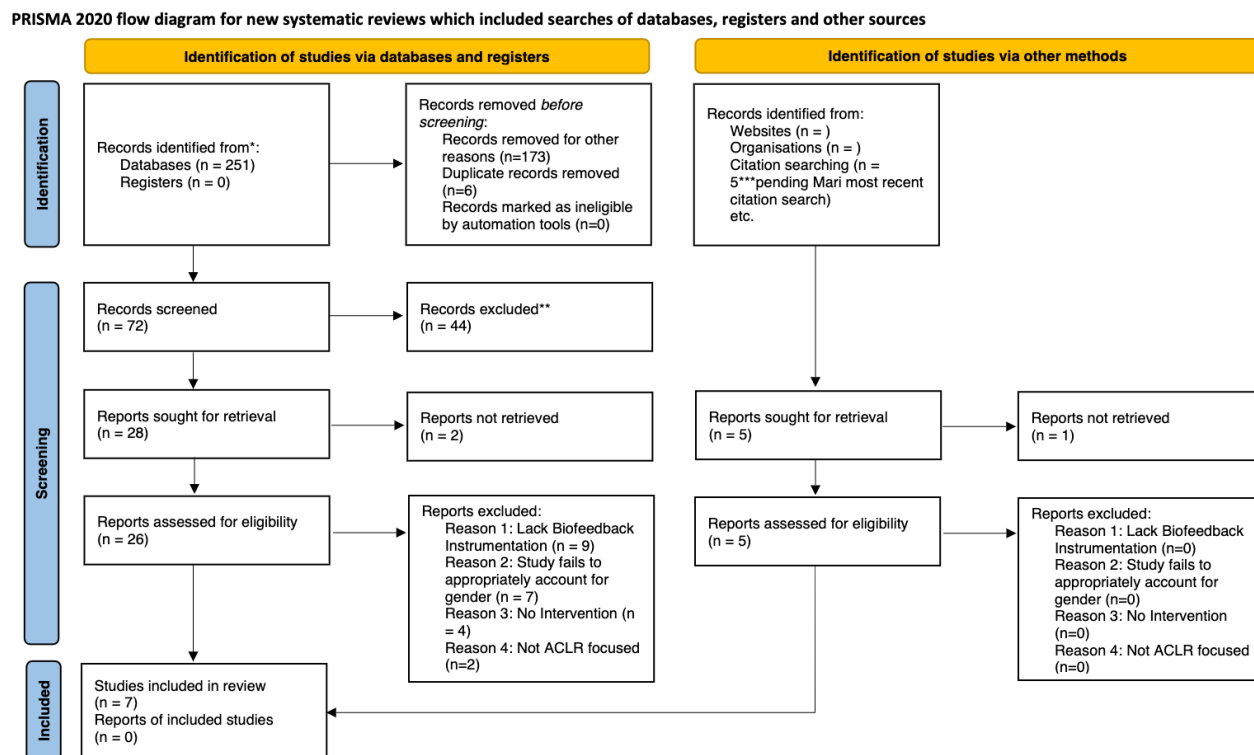 PRISMA 2020 flow diagram for new systematic reviews which included searches of databases, registers and other sources
Identification of studies via databases and registers
Identification of studies via other methods
Identification
Records identified from*:
Databases (n = 251)
Registers (n = 0)
Records removed before
screening:
Records removed for other
reasons (n=173)
Duplicate records removed
(n=6)
Records marked as ineligible
by automation tools (n=0)
Records identified from:
Websites (n = )
Organisations (n = )
Citation searching (n =
5***pending Mari most recent
citation search)
etc.
Screening
Records screened
(n = 72)
Records excluded**
(n = 44)
Reports sought for retrieval
(n = 28)
Reports not retrieved
(n = 2)
Reports sought for retrieval
(n = 5)
Reports not retrieved
(n = 1)
Reports assessed for eligibility
(n = 26)
Reports excluded:
Reason 1: Lack Biofeedback
Instrumentation (n = 9)
Reason 2: Study fails to
appropriately account for
gender (n = 7)
Reason 3: No Intervention (n
= 4)
Reason 4: Not ACLR focused
(n=2)
Reports assessed for eligibility
(n = 5)
Reports excluded:
Reason 1: Lack Biofeedback
Instrumentation (n=0)
Reason 2: Study fails to
appropriately account for
gender (n=0)
Reason 3: No Intervention
(n=0)
Reason 4: Not ACLR focused
(n=0)
Included
Studies included in review
(n = 7)
Reports of included studies
(n = 0)